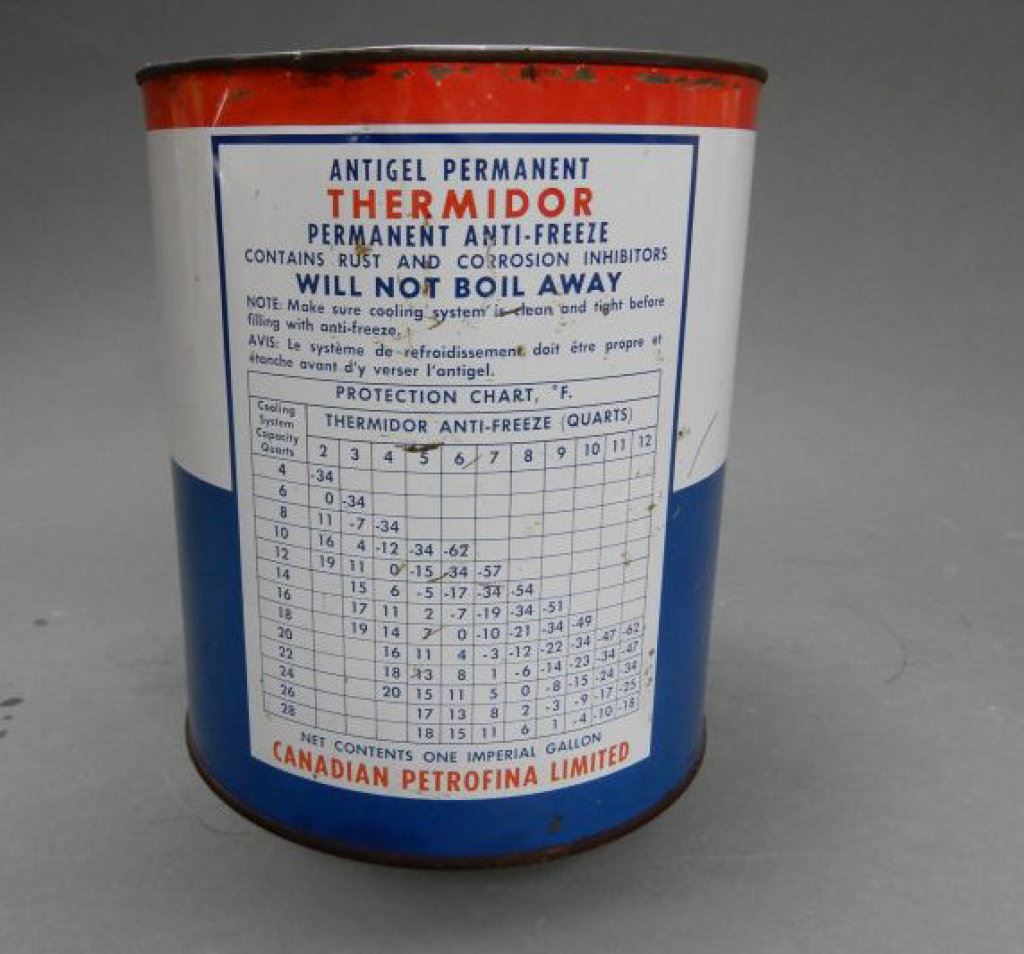 ANTIGEL PERMANENT
THERMIDOR
PERMANENT ANTI-FREEZE
CONTAINS RUST AND CORROSION INHIBITORS
WILL NOT BOIL AWAY
NOTE: Make sure cooling system is clean and tight before
filling with anti-freeze.
AVIS: Le système de refroidissement doit être propre et
étanche avant d'y verser l'antigel.
PROTECTION CHART, °F.
Cooling
System
Capacity
Quarts
THERMIDOR ANTI-FREEZE (QUARTS)
2 3 4 5 6 7 8 9 10 11 12
4 -34
6 0 -34
8 11 -7 -34
10 16 4 -12 -34 -62
12 19 11 0 -15 -34 -57
14 15 6 -5 -17 -34 -54
16 17 11 2 -7 -19 -34 -51
18 19 14 7 0 -10 -21 -34 -49
20 16 11 4 -3 -12 -22 -34 -47 -62
22 18 13 8 1 -6 -14 -23 -34 -47
24 20 15 11 5 0 -8 -15 -24 -34
26 17 13 8 2 -3 -9 -17 -25
28 18 15 11 6 1 -4 -10 -18
NET CONTENTS ONE IMPERIAL GALLON
CANADIAN PETROFINA LIMITED